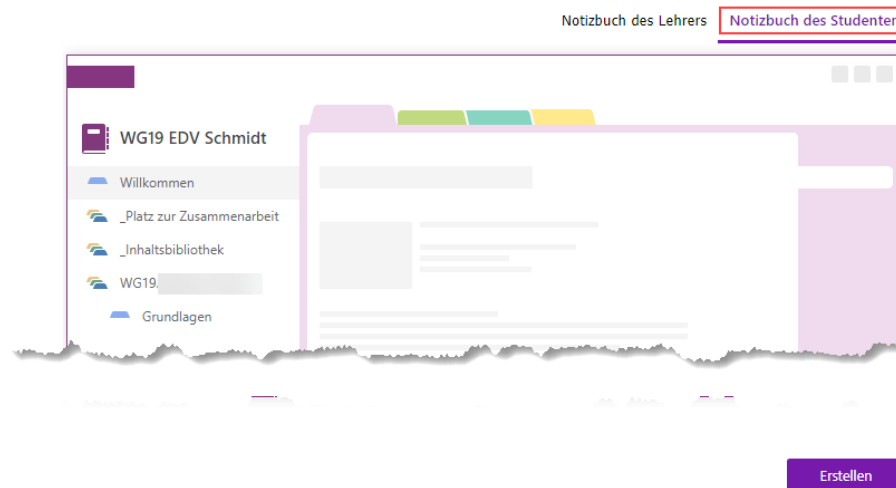 Notizbuch des Lehrers Notizbuch des Studenten
WG19 EDV Schmidt
Willkommen
_Platz zur Zusammenarbeit
_Inhaltsbibliothek
WG19.
Grundlagen
Erstellen